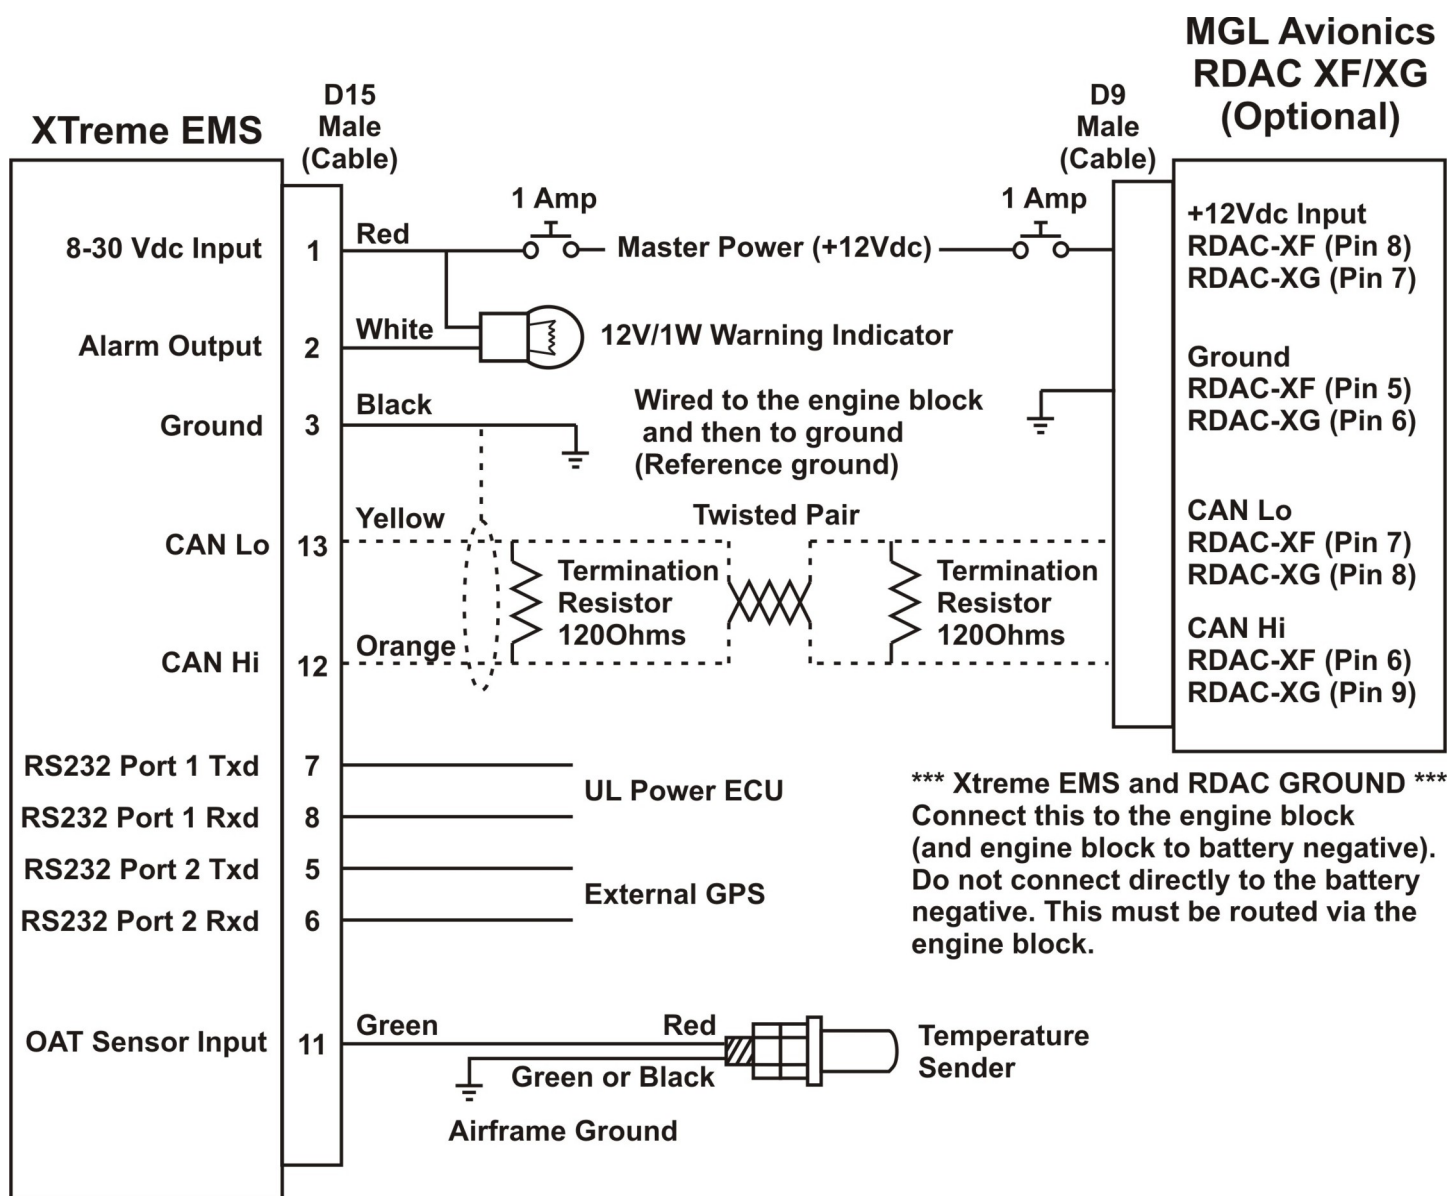 MGL Avionics
RDAC XF/XG
(Optional)
XTreme EMS
D15
Male
(Cable)
D9
Male
(Cable)
8-30 Vdc Input
1
Red
1 Amp
Master Power (+12Vdc)
1 Amp
+12Vdc Input
RDAC-XF (Pin 8)
RDAC-XG (Pin 7)
Alarm Output
2
White
12V/1W Warning Indicator
Ground
3
Black
Wired to the engine block
and then to ground
(Reference ground)
Ground
RDAC-XF (Pin 5)
RDAC-XG (Pin 6)
CAN Lo
13
Yellow
Twisted Pair
CAN Lo
RDAC-XF (Pin 7)
RDAC-XG (Pin 8)
Termination
Resistor
120Ohms
Termination
Resistor
120Ohms
CAN Hi
12
Orange
CAN Hi
RDAC-XF (Pin 6)
RDAC-XG (Pin 9)
RS232 Port 1 Txd
7
RS232 Port 1 Rxd
8
UL Power ECU
RS232 Port 2 Txd
5
RS232 Port 2 Rxd
6
External GPS
*** Xtreme EMS and RDAC GROUND ***
Connect this to the engine block
(and engine block to battery negative).
Do not connect directly to the battery
negative. This must be routed via the
engine block.
OAT Sensor Input
11
Green
Red
Green or Black
Airframe Ground
Temperature
Sender